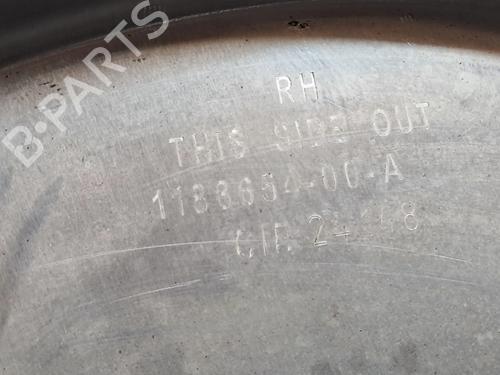 B-PARTS
RH
THIS SIDE OUT
1188654-00-A